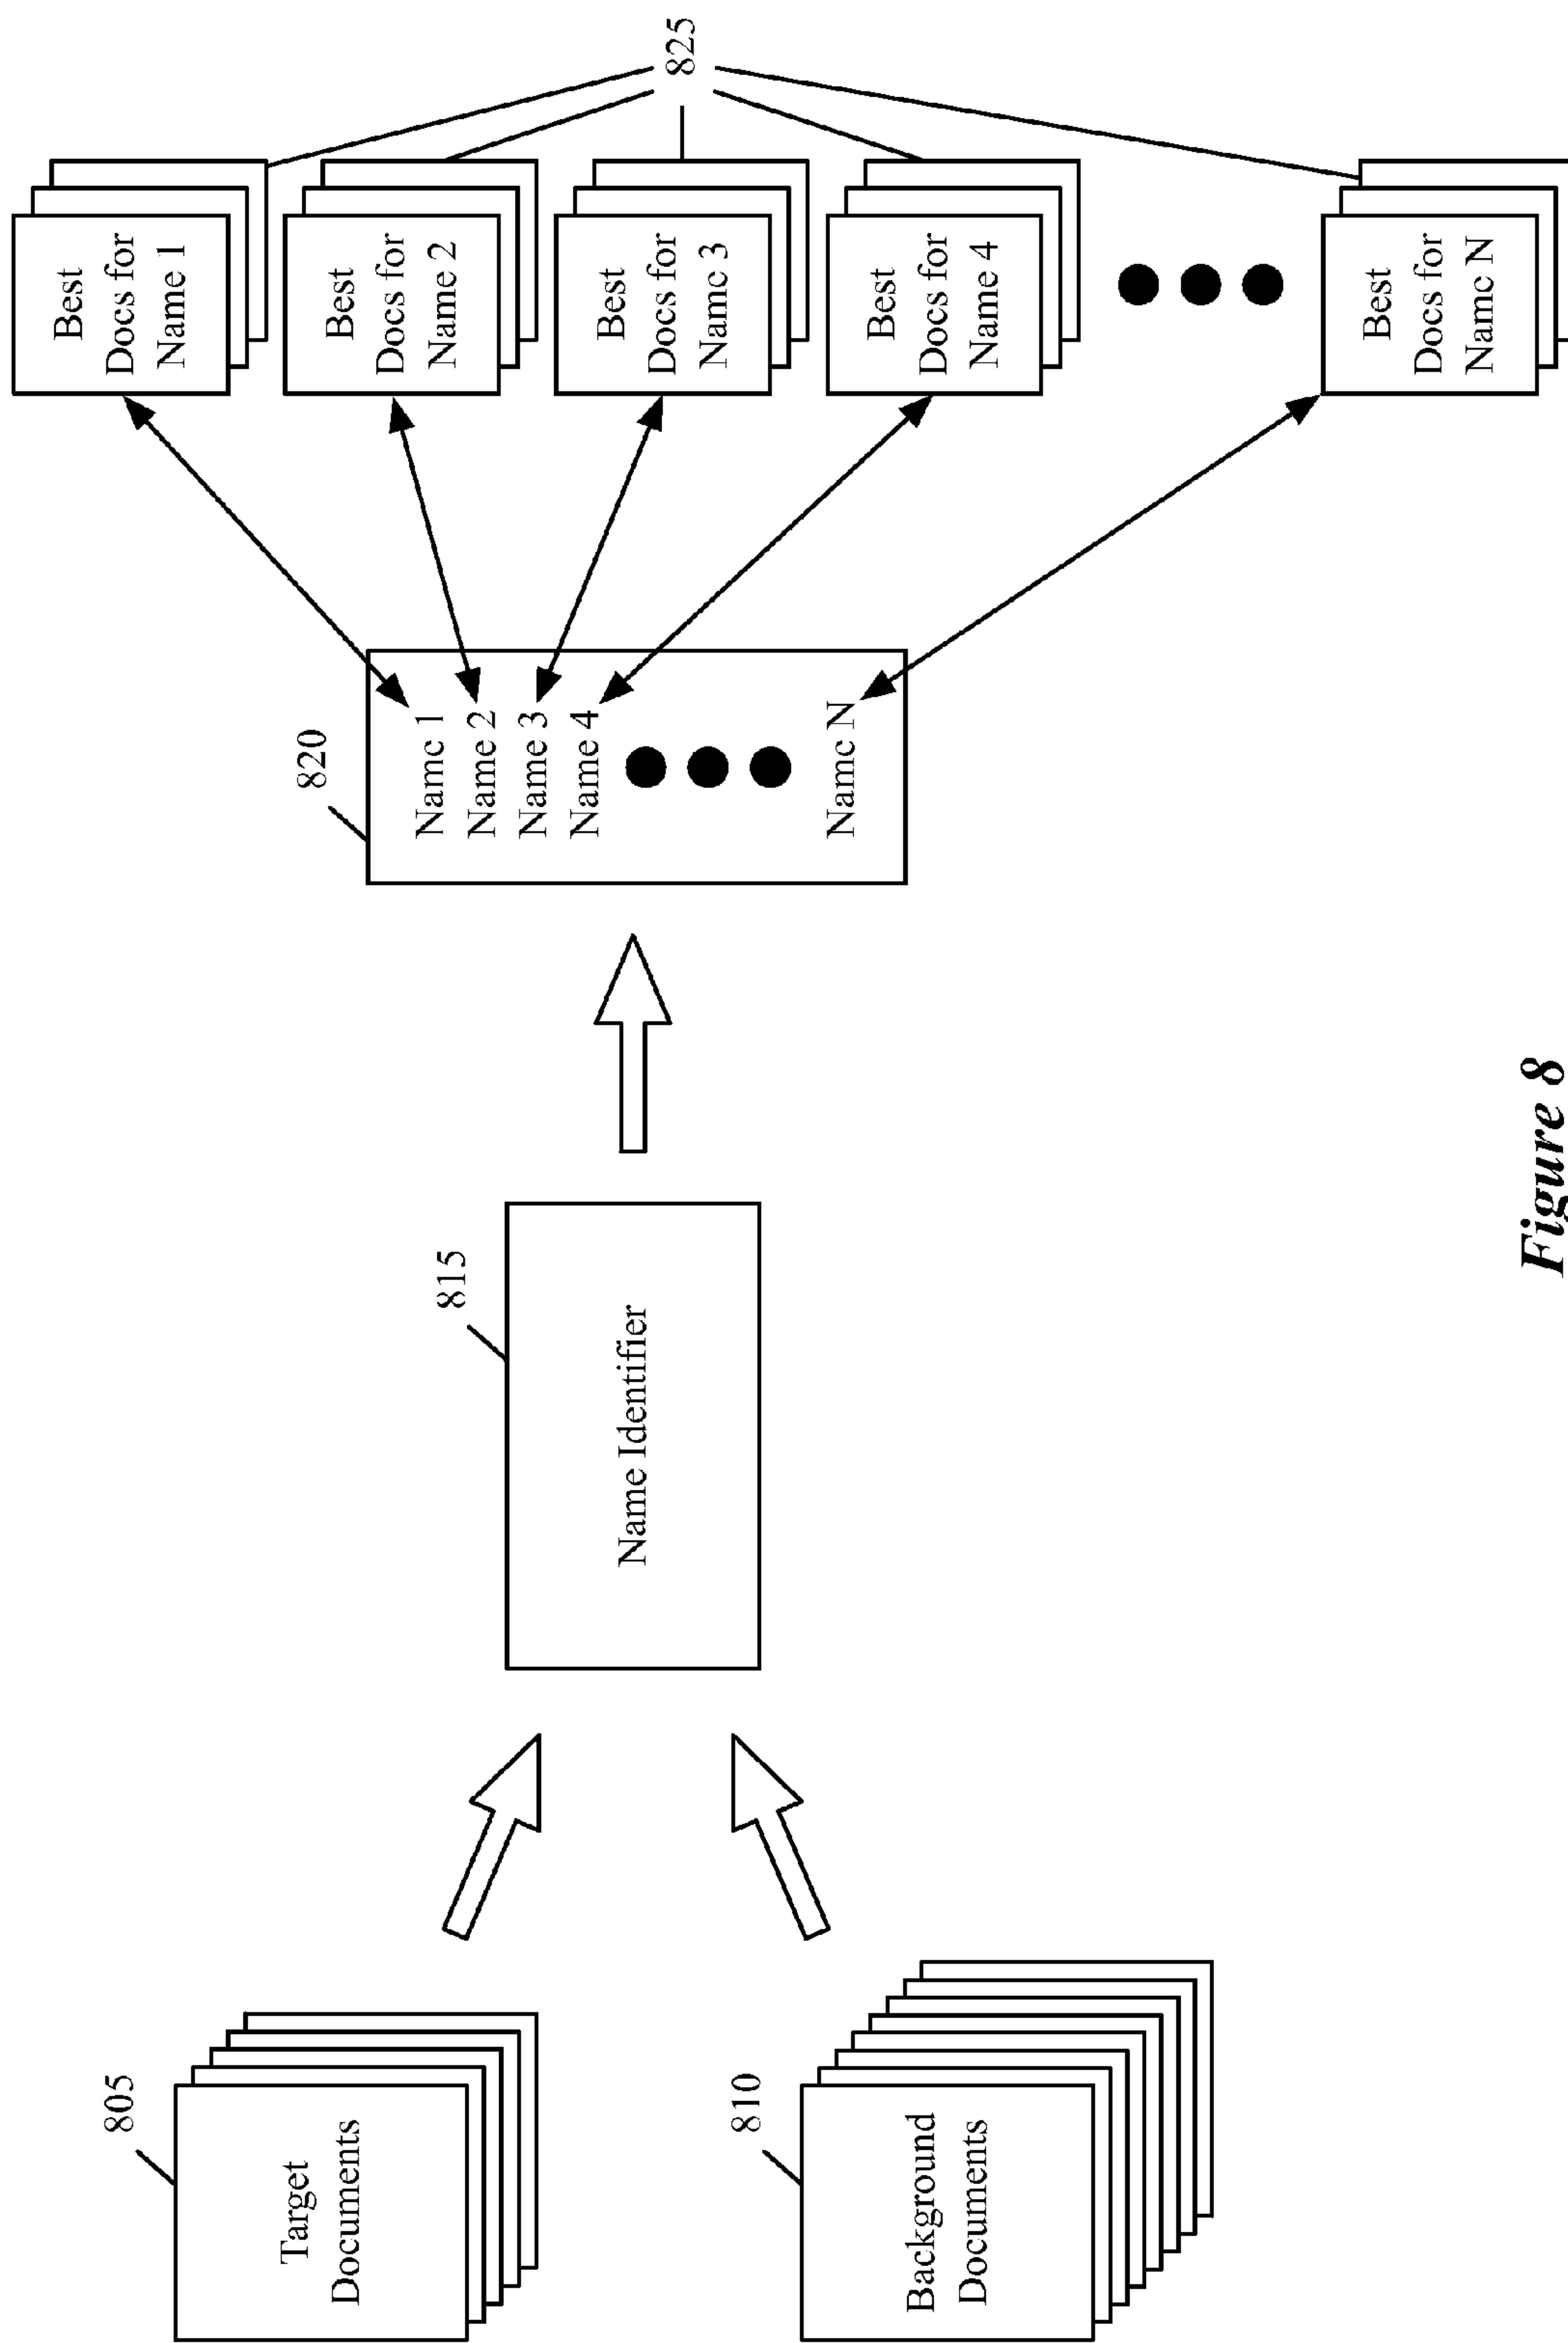 805
Target
Documents
810
Background
Documents
815
Name Identifier
820
Name 1
Name 2
Name 3
Name 4
Name N
Best
Docs for
Name 1
Best
Docs for
Name 2
Best
Docs for
Name 3
Best
Docs for
Name 4
Best
Docs for
Name N
825
Figure 8